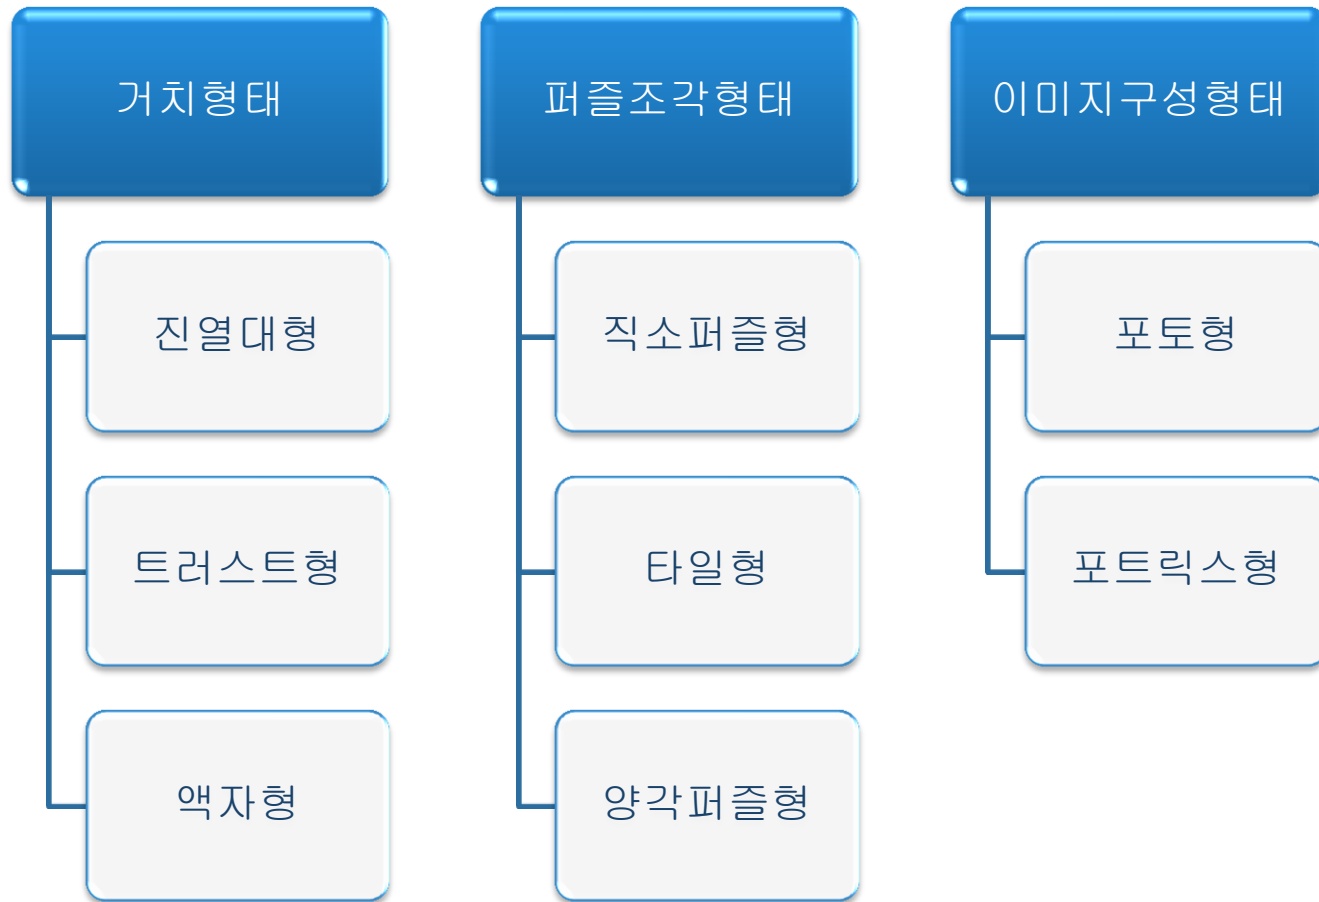 거치형태
진열대형
트러스트형
액자형
퍼즐조각형태
직소퍼즐형
타일형
양각퍼즐형
이미지구성형태
포토형
포트릭스형